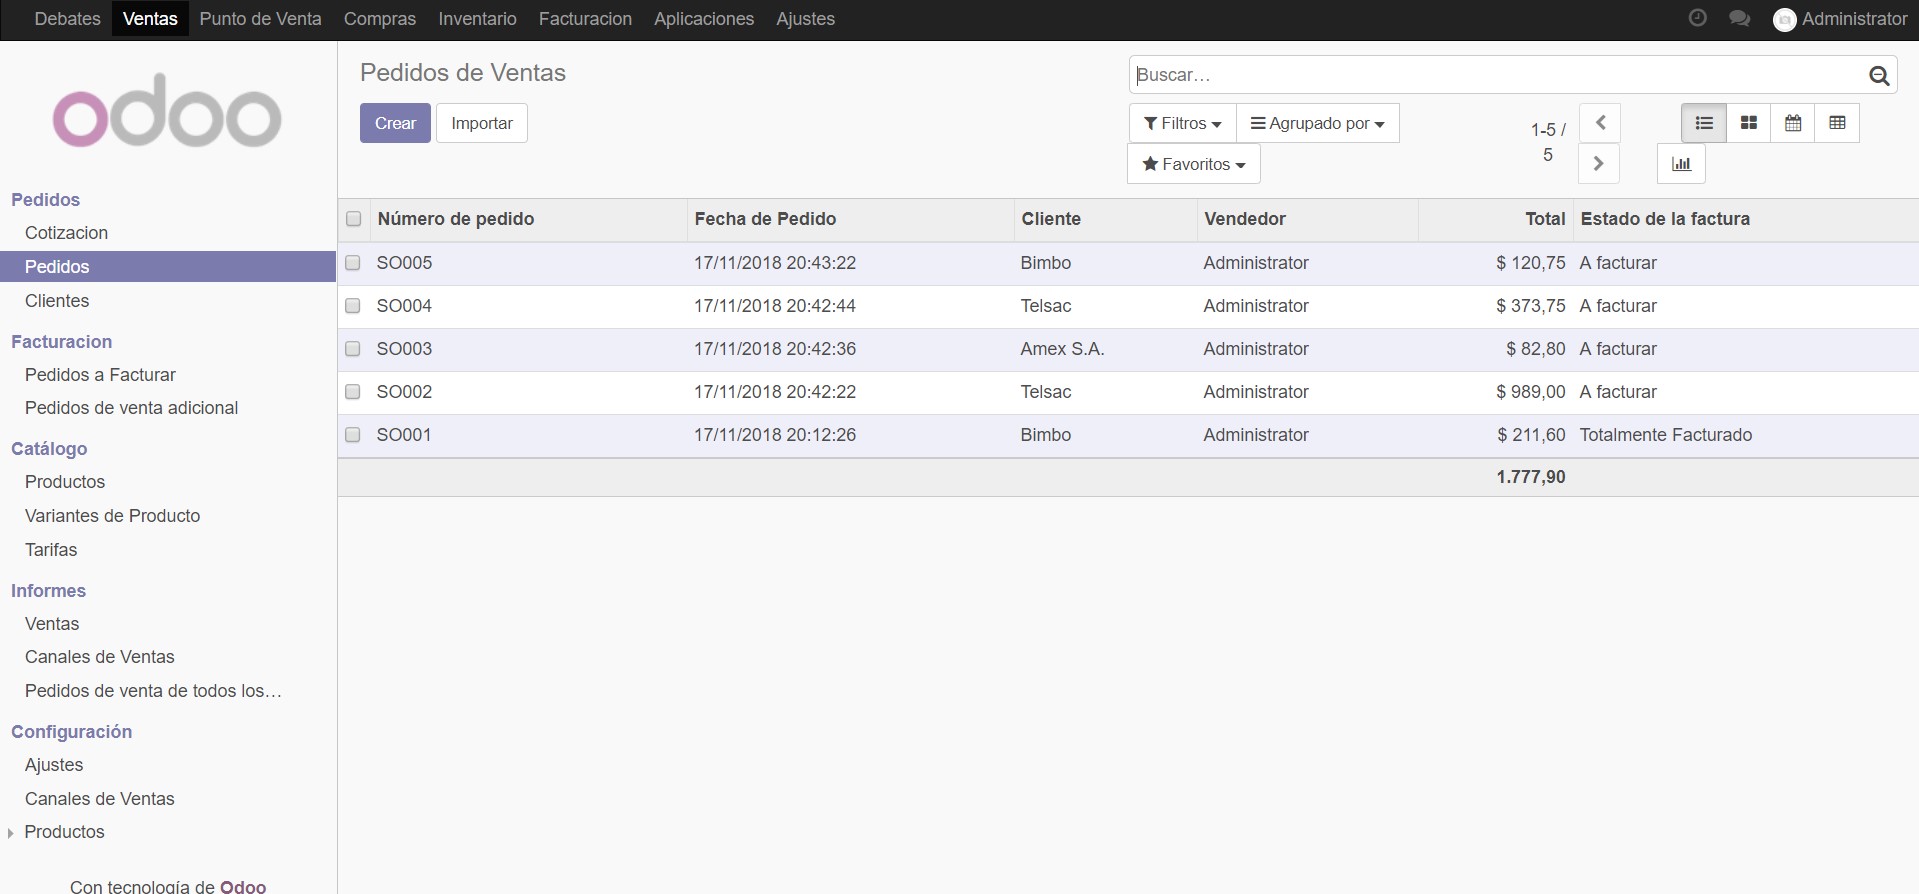 Debates Ventas Punto de Venta Compras Inventario Facturacion Aplicaciones Ajustes Administrator
odoo
Pedidos
Cotizacion
Pedidos
Clientes
Facturacion
Pedidos a Facturar
Pedidos de venta adicional
Catálogo
Productos
Variantes de Producto
Tarifas
Informes
Ventas
Canales de Ventas
Pedidos de venta de todos los…
Configuración
Ajustes
Canales de Ventas
Productos
Con tecnología de Odoo
Pedidos de Ventas
Buscar…
Crear Importar
Filtros Agrupado por
Favoritos
1-5 /
5
Número de pedido Fecha de Pedido Cliente Vendedor Total Estado de la factura
SO005 17/11/2018 20:43:22 Bimbo Administrator $ 120,75 A facturar
SO004 17/11/2018 20:42:44 Telsac Administrator $ 373,75 A facturar
SO003 17/11/2018 20:42:36 Amex S.A. Administrator $ 82,80 A facturar
SO002 17/11/2018 20:42:22 Telsac Administrator $ 989,00 A facturar
SO001 17/11/2018 20:12:26 Bimbo Administrator $ 211,60 Totalmente Facturado
1.777,90